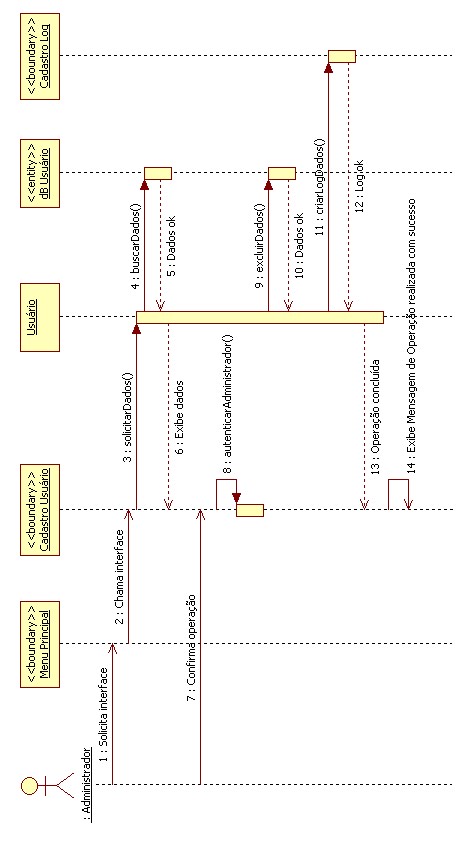 : Administrador
<<boundary>>
Menu Principal
<<boundary>>
Cadastro Usuário
Usuário
<<entity>>
dB Usuário
<<boundary>>
Cadastro Log
1 : Solicita interface
2 : Chama interface
3 : solicitarDados()
4 : buscarDados()
5 : Dados ok
6 : Exibe dados
7 : Confirma operação
8 : autenticarAdministrador()
9 : excluirDados()
10 : Dados ok
11 : criarLogDados()
12 : Log ok
13 : Operação concluída
14 : Exibe Mensagem de Operação realizada com sucesso